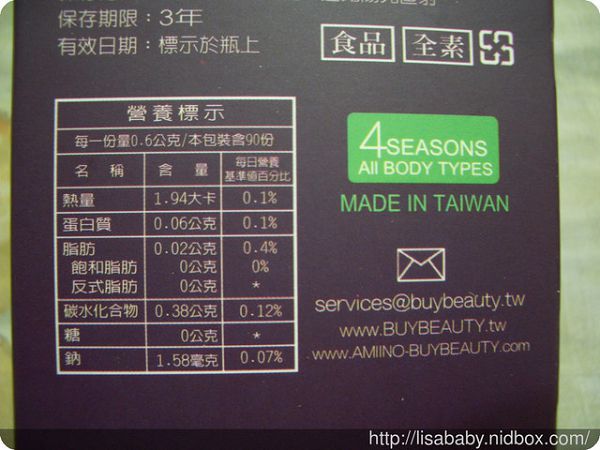 保存期限：3年
有效日期：標示於瓶上
食品 全素
營養標示
每一份量0.6公克/本包裝含90份
名 稱 含 量 每日營養基準值百分比
熱量 1.94大卡 0.1%
蛋白質 0.06公克 0.1%
脂肪 0.02公克 0.4%
飽和脂肪 0公克 0%
反式脂肪 0公克 *
碳水化合物 0.38公克 0.12%
糖 0公克 *
鈉 1.58毫克 0.07%
4 SEASONS
All BODY TYPES
MADE IN TAIWAN
services@buybeauty.tw
www.BUYBEAUTY.tw
www.AMIINO-BUYBEAUTY.com
http://lisababy.nidbox.com/